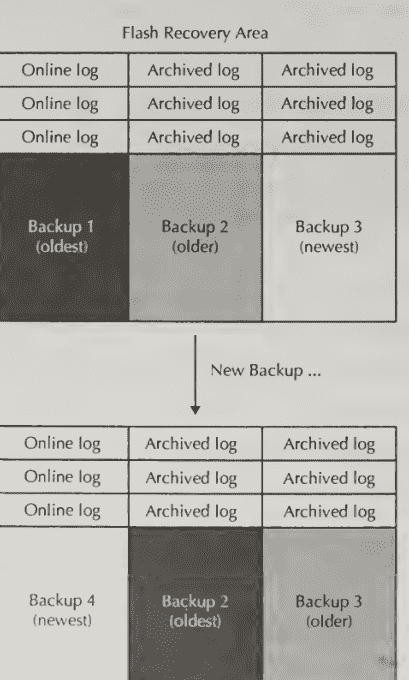 Flash Recovery Area
Online log Archived log Archived log
Online log Archived log Archived log
Online log Archived log Archived log
Backup 1 Backup 2 Backup 3
(oldest) (older) (newest)
New Backup ...
Online log Archived log Archived log
Online log Archived log Archived log
Online log Archived log Archived log
Backup 4 Backup 2 Backup 3
(newest) (oldest) (older)